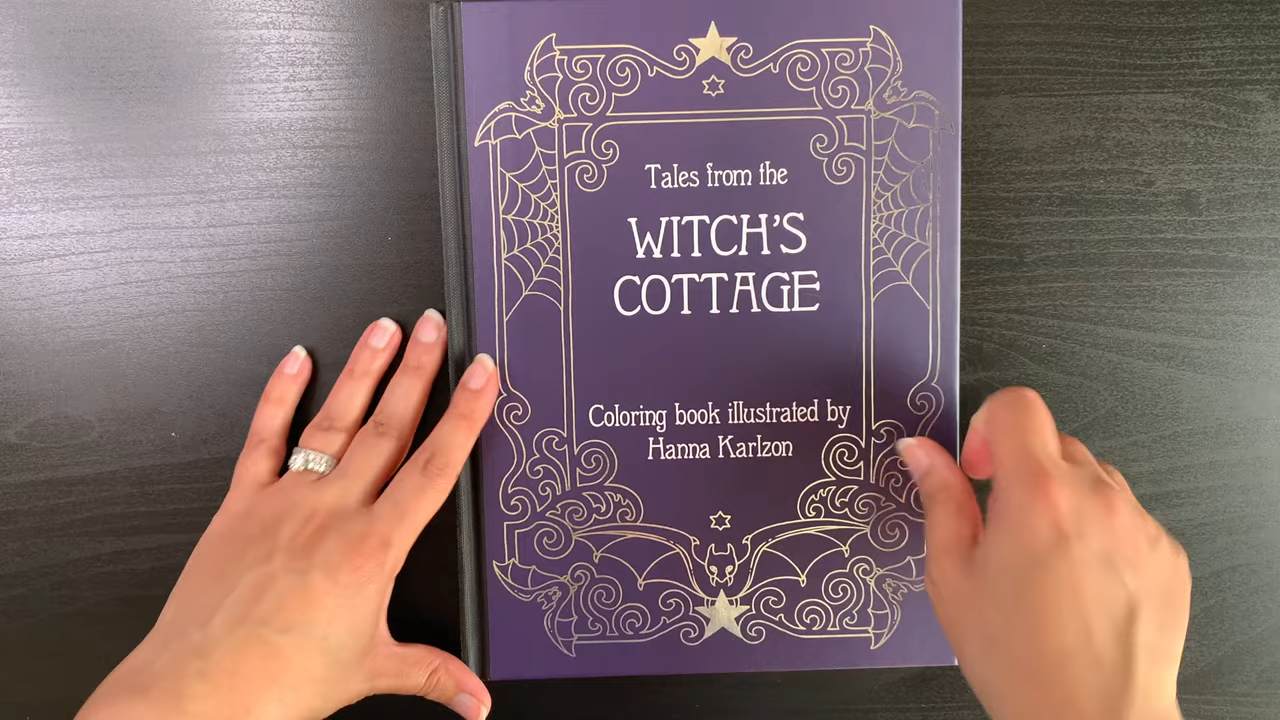 Tales from the
WITCH'S
COTTAGE
Coloring book illustrated by
Hanna Karlzon